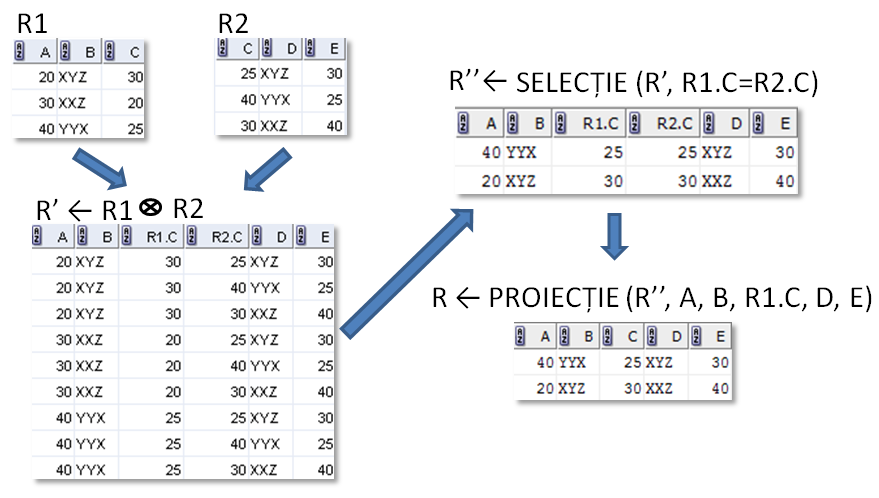 R1
A B C
20 XYZ 30
30 XXZ 20
40 YYX 25
R2
C D E
25 XYZ 30
40 YYX 25
30 XXZ 40
R’ ← R1 ⊗ R2
A B R1.C R2.C D E
20 XYZ 30 25 XYZ 30
20 XYZ 30 40 YYX 25
20 XYZ 30 30 XXZ 40
30 XXZ 20 25 XYZ 30
30 XXZ 20 40 YYX 25
30 XXZ 20 30 XXZ 40
40 YYX 25 25 XYZ 30
40 YYX 25 40 YYX 25
40 YYX 25 30 XXZ 40
R’’ ← SELECȚIE (R’, R1.C=R2.C)
A B R1.C R2.C D E
40 YYX 25 25 XYZ 30
20 XYZ 30 30 XXZ 40
R ← PROIECȚIE (R’’, A, B, R1.C, D, E)
A B C D E
40 YYX 25 XYZ 30
20 XYZ 30 XXZ 40